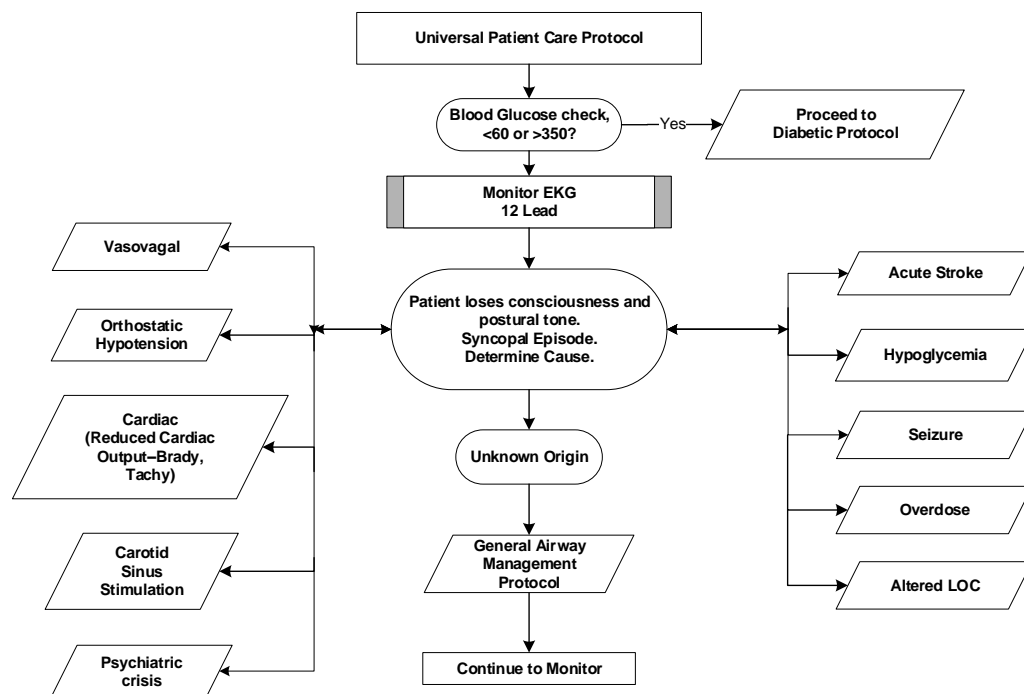 Universal Patient Care Protocol
Blood Glucose check,
<60 or >350?
Yes
Proceed to
Diabetic Protocol
Monitor EKG
12 Lead
Patient loses consciousness and
postural tone.
Syncopal Episode.
Determine Cause.
Vasovagal
Orthostatic
Hypotension
Cardiac
(Reduced Cardiac
Output–Brady,
Tachy)
Carotid
Sinus
Stimulation
Psychiatric
crisis
Unknown Origin
General Airway
Management
Protocol
Continue to Monitor
Acute Stroke
Hypoglycemia
Seizure
Overdose
Altered LOC